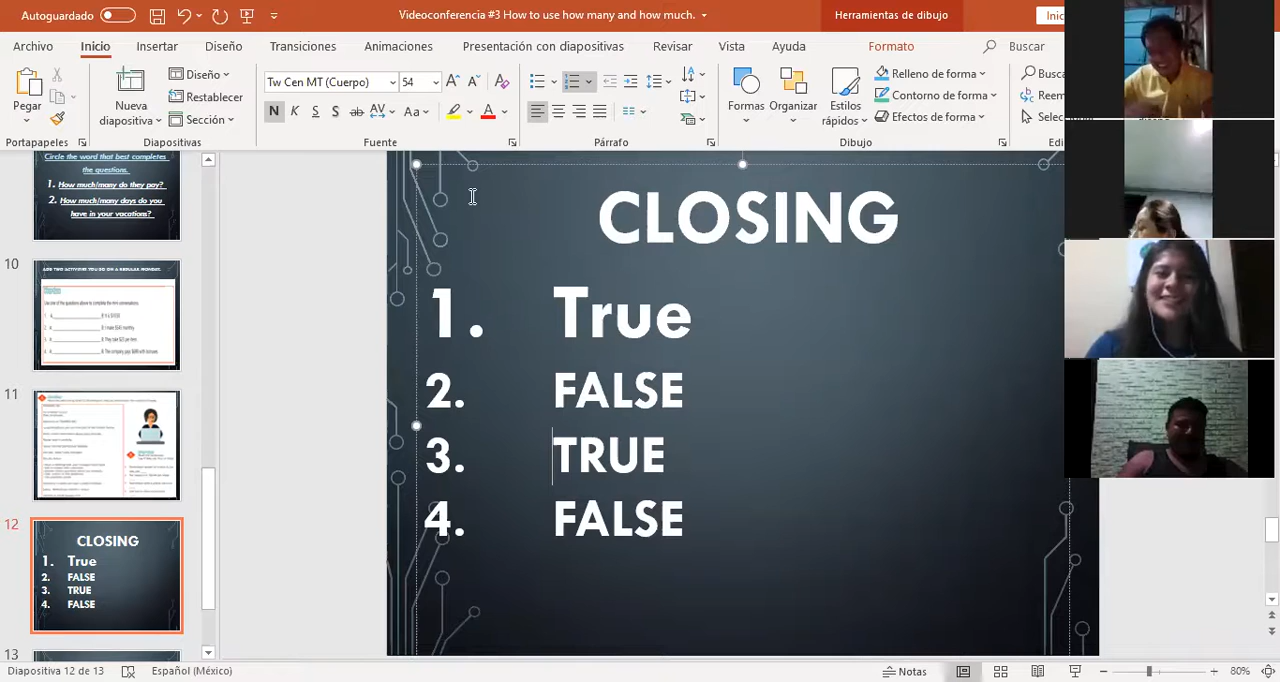 Autoguardado
Videoconferencia #3 How to use how many and how much.
Herramientas de dibujo
Inic
Archivo
Inicio
Insertar
Diseño
Transiciones
Animaciones
Presentación con diapositivas
Revisar
Vista
Ayuda
Formato
Buscar
Pegar
Nueva
diapositiva
Diseño
Restablecer
Sección
Tw Cen MT (Cuerpo)
54
N K S S ab AV Aa A
Formas
Organizar
Estilos
rápidos
Relleno de forma
Contorno de forma
Efectos de forma
Busca
Reem
Selec
Portapapeles
Diapositivas
Fuente
Párrafo
Dibujo
Edi
Circle the word that best completes
the questions.
1. How much/many do they pay?
2. How much/many days do you
have in your vacations?
10
11
12
CLOSING
1. True
2. FALSE
3. TRUE
4. FALSE
13
CLOSING
1. True
2. FALSE
3. TRUE
4. FALSE
Diapositiva 12 de 13
Español (México)
Notas
80%